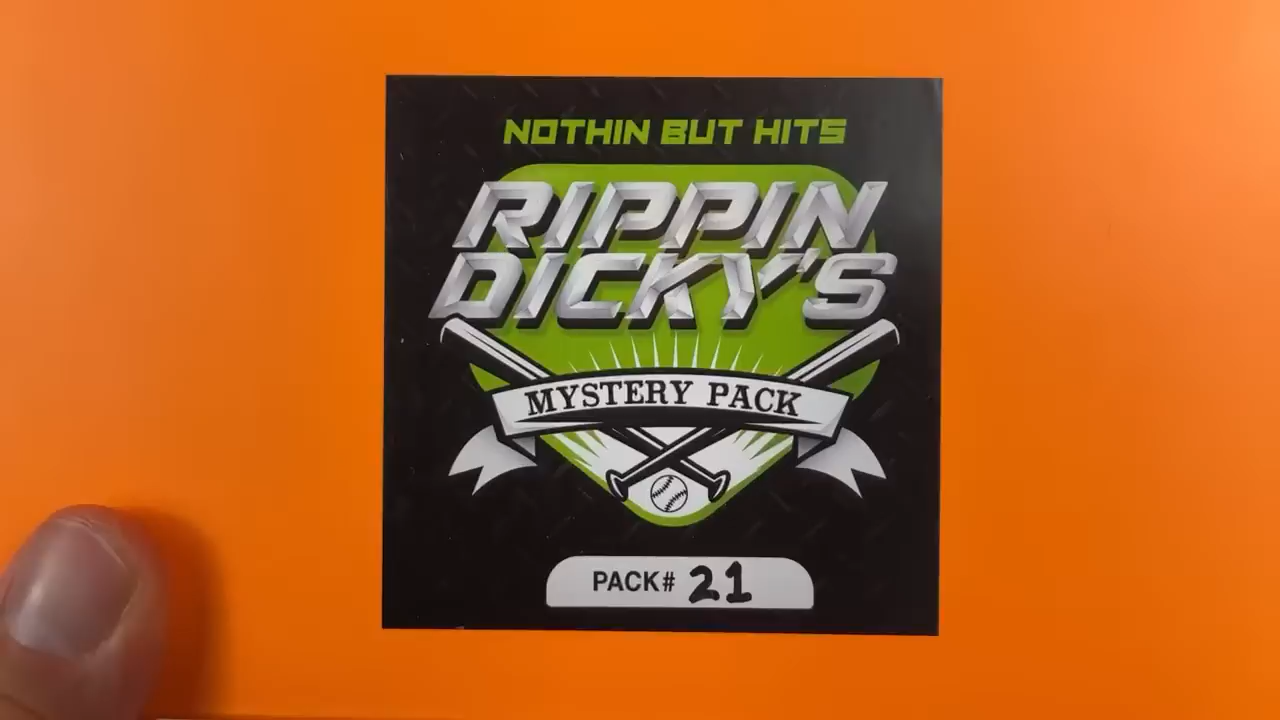 NOTHIN BUT HITS
RIPPIN
DICKY'S
MYSTERY PACK
PACK# 21